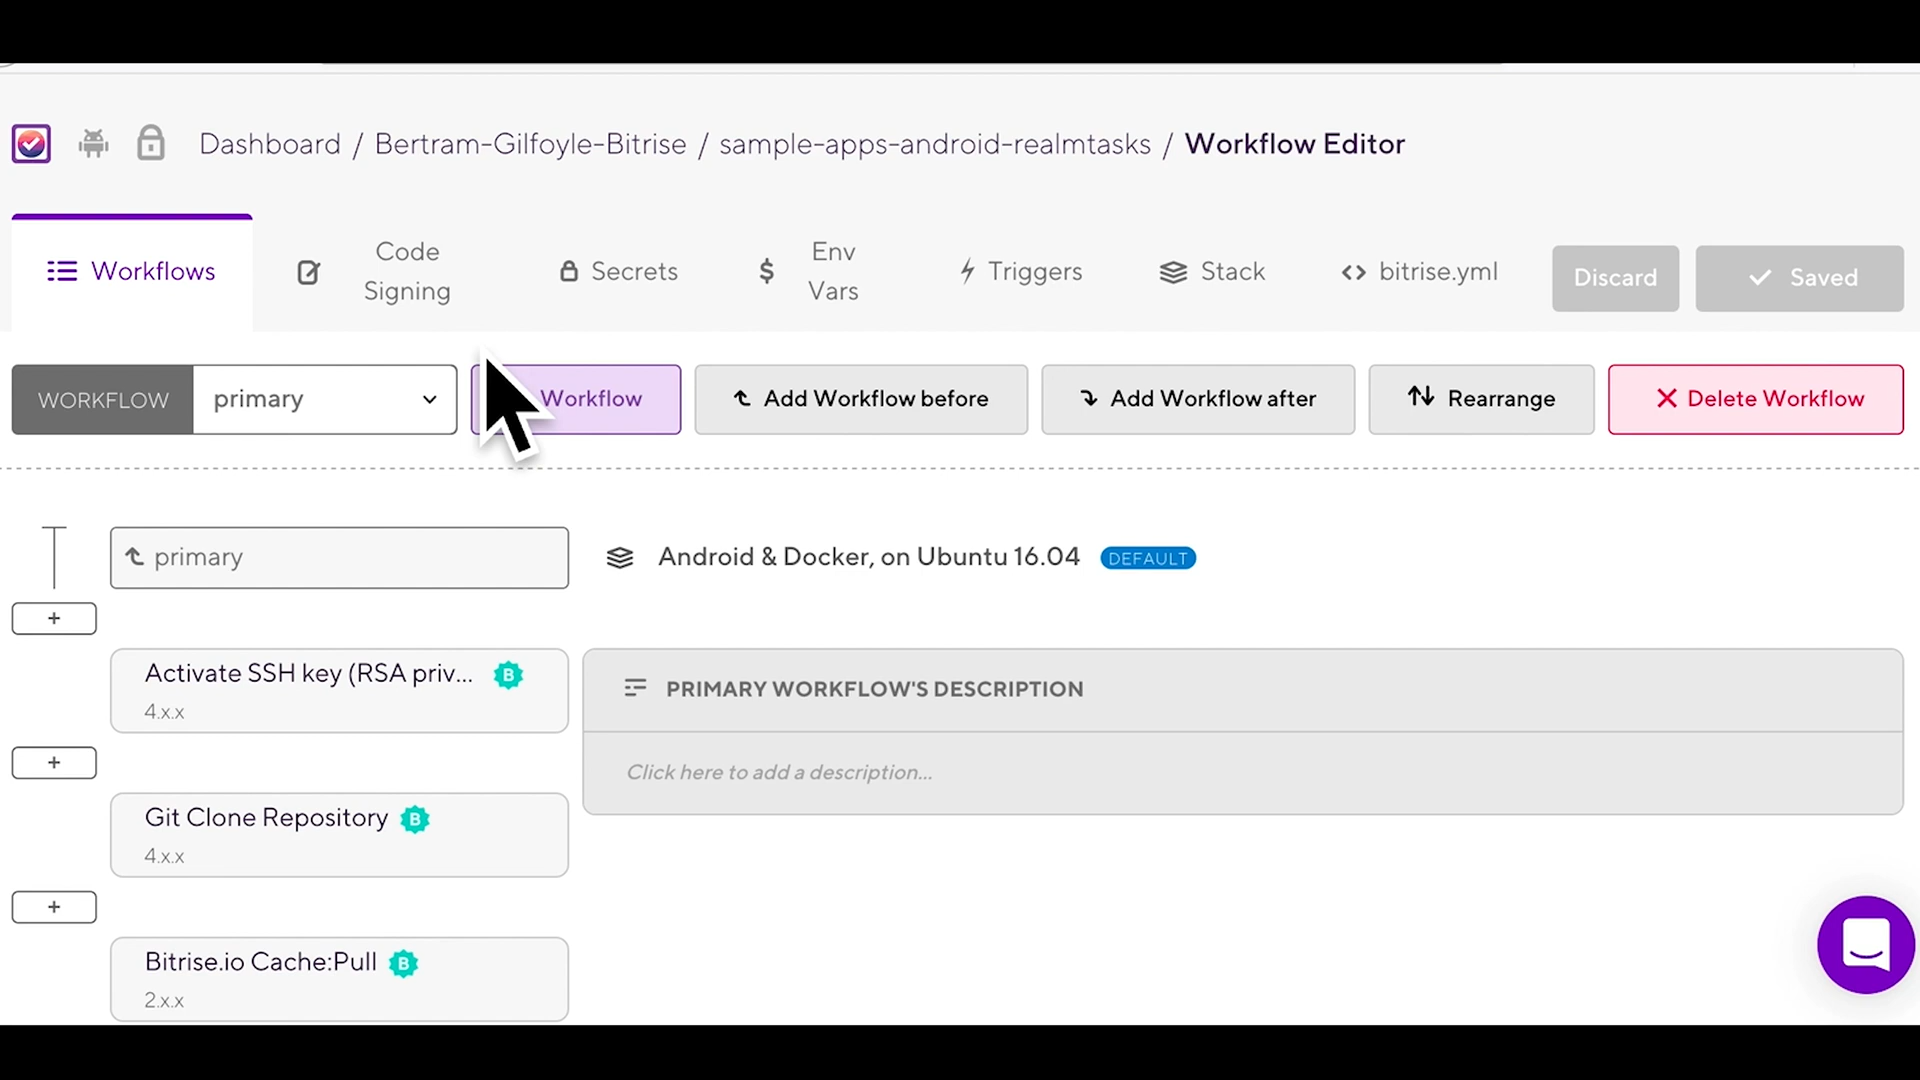 Dashboard / Bertram-Gilfoyle-Bitrise / sample-apps-android-realmtasks / Workflow Editor
Workflows
Code
Signing
Secrets
Env
Vars
Triggers
Stack
bitrise.yml
Discard
Saved
WORKFLOW
primary
Workflow
Add Workflow before
Add Workflow after
Rearrange
Delete Workflow
primary
Android & Docker, on Ubuntu 16.04
DEFAULT
+
Activate SSH key (RSA priv...
B
4.x.x
PRIMARY WORKFLOW'S DESCRIPTION
Click here to add a description...
+
Git Clone Repository
B
4.x.x
+
Bitrise.io Cache:Pull
B
2.x.x